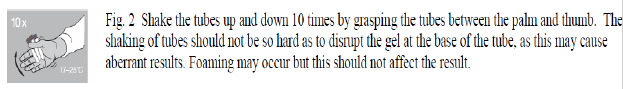 10x
17-25°C
Fig. 2 Shake the tubes up and down 10 times by grasping the tubes between the palm and thumb. The
shaking of tubes should not be so hard as to disrupt the gel at the base of the tube, as this may cause
aberrant results. Foaming may occur but this should not affect the result.